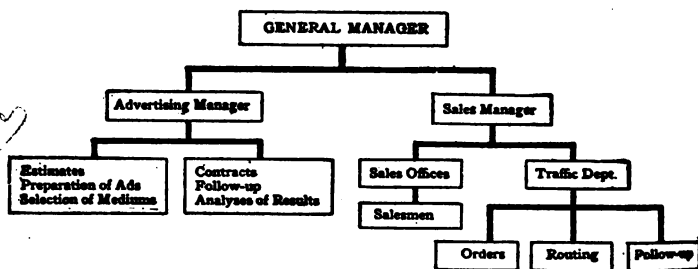 GENERAL MANAGER
Advertising Manager
Sales Manager
Estimates
Preparation of Ads
Selection of Mediums
Contracts
Follow-up
Analyses of Results
Sales Offices
Traffic Dept.
Salesmen
Orders
Routing
Follow-up